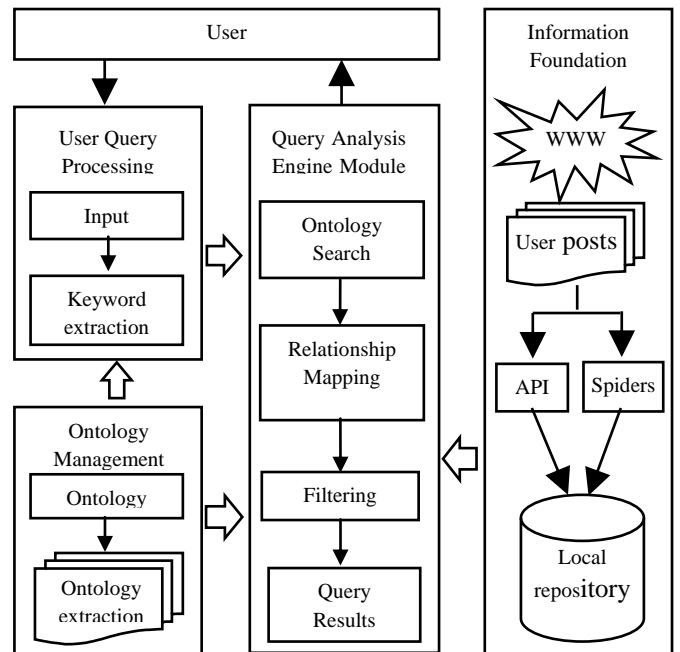 User
User Query
Processing
Input
Keyword
extraction
Ontology
Management
Ontology
Ontology
extraction
Query Analysis
Engine Module
Ontology
Search
Relationship
Mapping
Filtering
Query
Results
Information
Foundation
WWW
User posts
API
Spiders
Local
repository